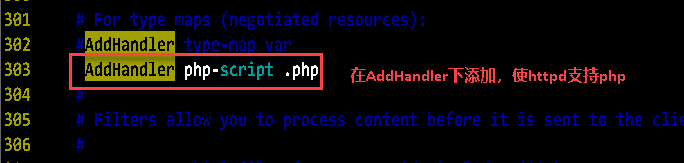 301 # For type maps (negotiated resources):
302 #AddHandler type-map var
303 AddHandler php-script .php
在AddHandler下添加，使httpd支持php
304 #
305 # Filters allow you to process content before it is sent to the clie
306 #